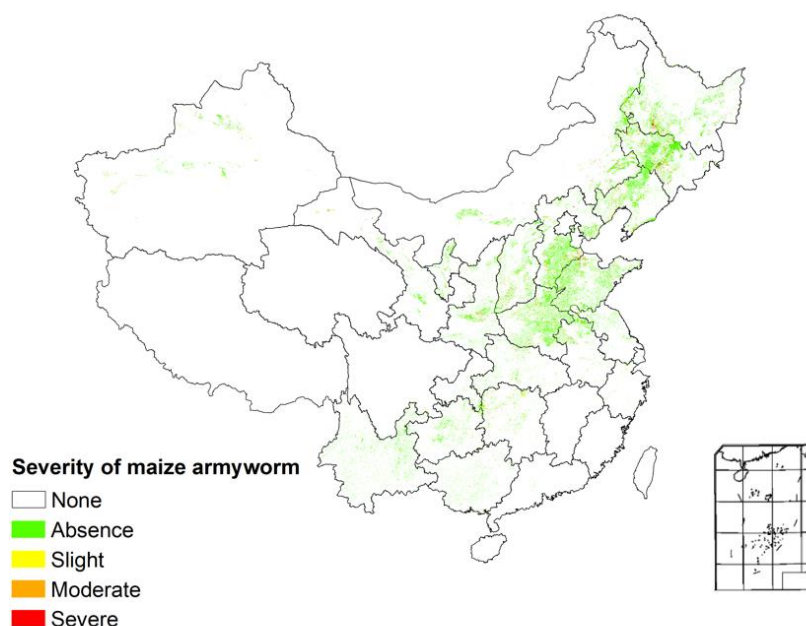 Severity of maize armyworm
None
Absence
Slight
Moderate
Severe